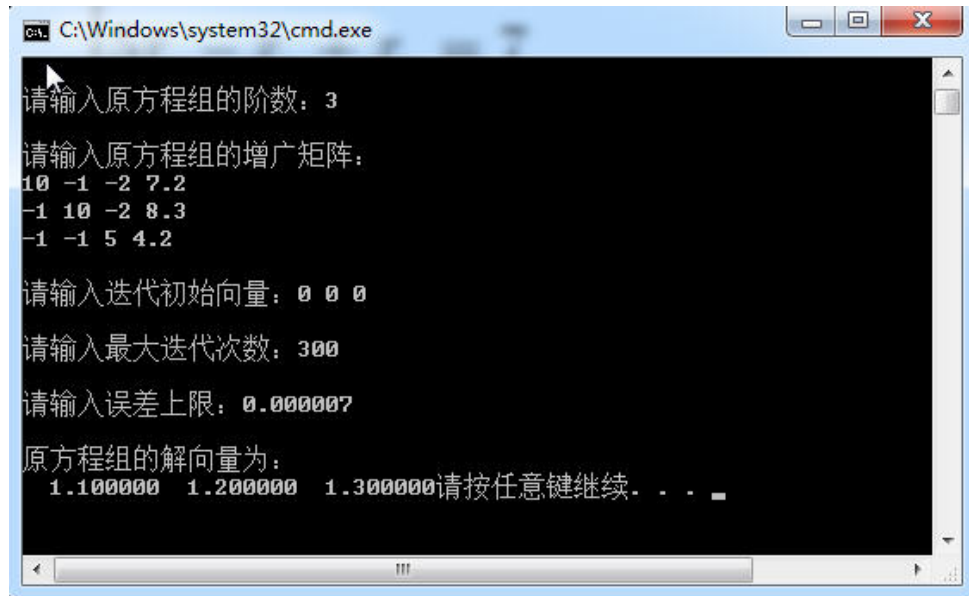 C:\Windows\system32\cmd.exe
请输入原方程组的阶数：3
请输入原方程组的增广矩阵：
10 -1 -2 7.2
-1 10 -2 8.3
-1 -1 5 4.2
请输入迭代初始向量：0 0 0
请输入最大迭代次数：300
请输入误差上限：0.000007
原方程组的解向量为：
1.100000 1.200000 1.300000请按任意键继续. . .